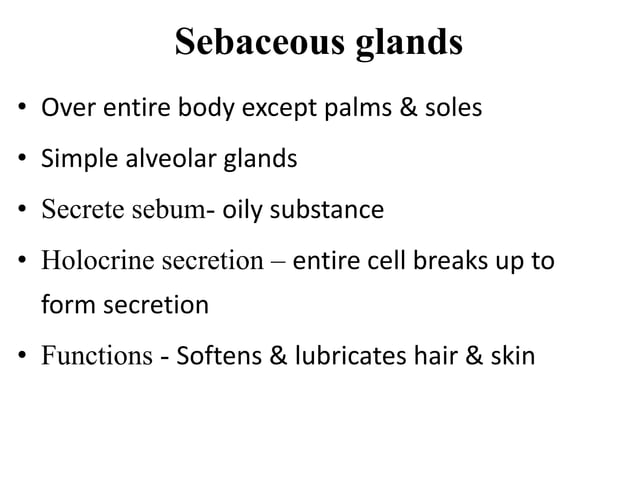 Sebaceous glands
• Over entire body except palms & soles
• Simple alveolar glands
• Secrete sebum- oily substance
• Holocrine secretion – entire cell breaks up to
form secretion
• Functions - Softens & lubricates hair & skin